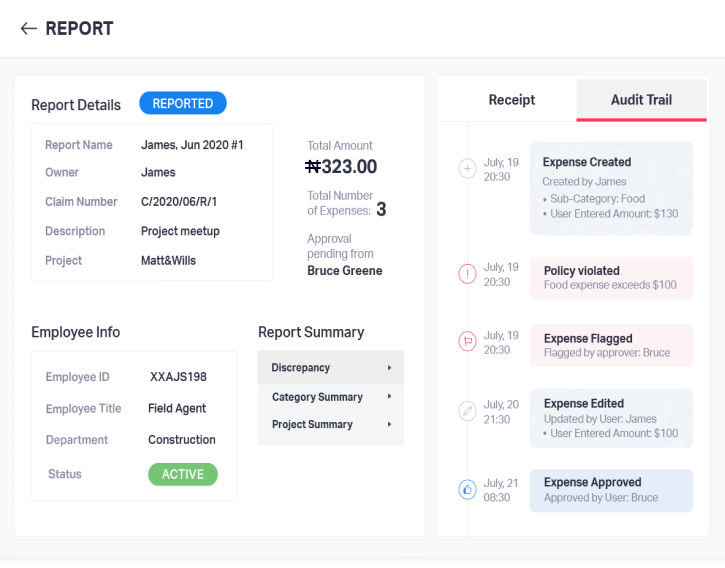 ← REPORT
Report Details
REPORTED
Report Name James, Jun 2020 #1
Owner James
Claim Number C/2020/06/R/1
Description Project meetup
Project Matt&Wills
Total Amount
₦323.00
Total Number
of Expenses: 3
Approval
pending from
Bruce Greene
Employee Info
Employee ID XXAJS198
Employee Title Field Agent
Department Construction
Status ACTIVE
Report Summary
Discrepancy
Category Summary
Project Summary
Receipt
Audit Trail
July, 19
20:30
Expense Created
Created by James
• Sub-Category: Food
• User Entered Amount: $130
July, 19
20:30
Policy violated
Food expense exceeds $100
July, 19
20:30
Expense Flagged
Flagged by approver: Bruce
July, 20
21:30
Expense Edited
Updated by User: James
• User Entered Amount: $100
July, 21
08:30
Expense Approved
Approved by User: Bruce